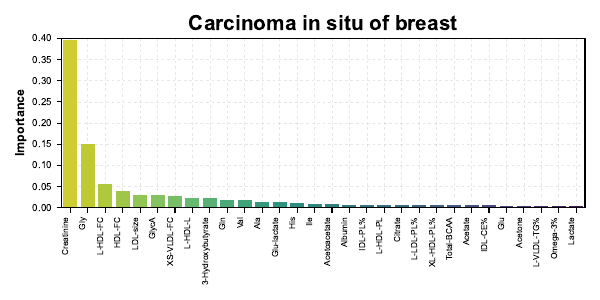 Carcinoma in situ of breast
Importance
0.40
0.35
0.30
0.25
0.20
0.15
0.10
0.05
0.00
Creatinine
Gly
L-HDL-FC
HDL-FC
LDL-size
GlycA
XS-VLDL-FC
L-HDL-L
3-Hydroxybutyrate
Gln
Val
Ala
Glu-lactate
His
Ile
Acetoacetate
Albumin
IDL-PL%
L-HDL-PL
Citrate
L-LDL-PL%
XL-HDL-PL%
Total-BCAA
Acetate
IDL-CE%
Glu
Acetone
L-VLDL-TG%
Omega-3%
Lactate